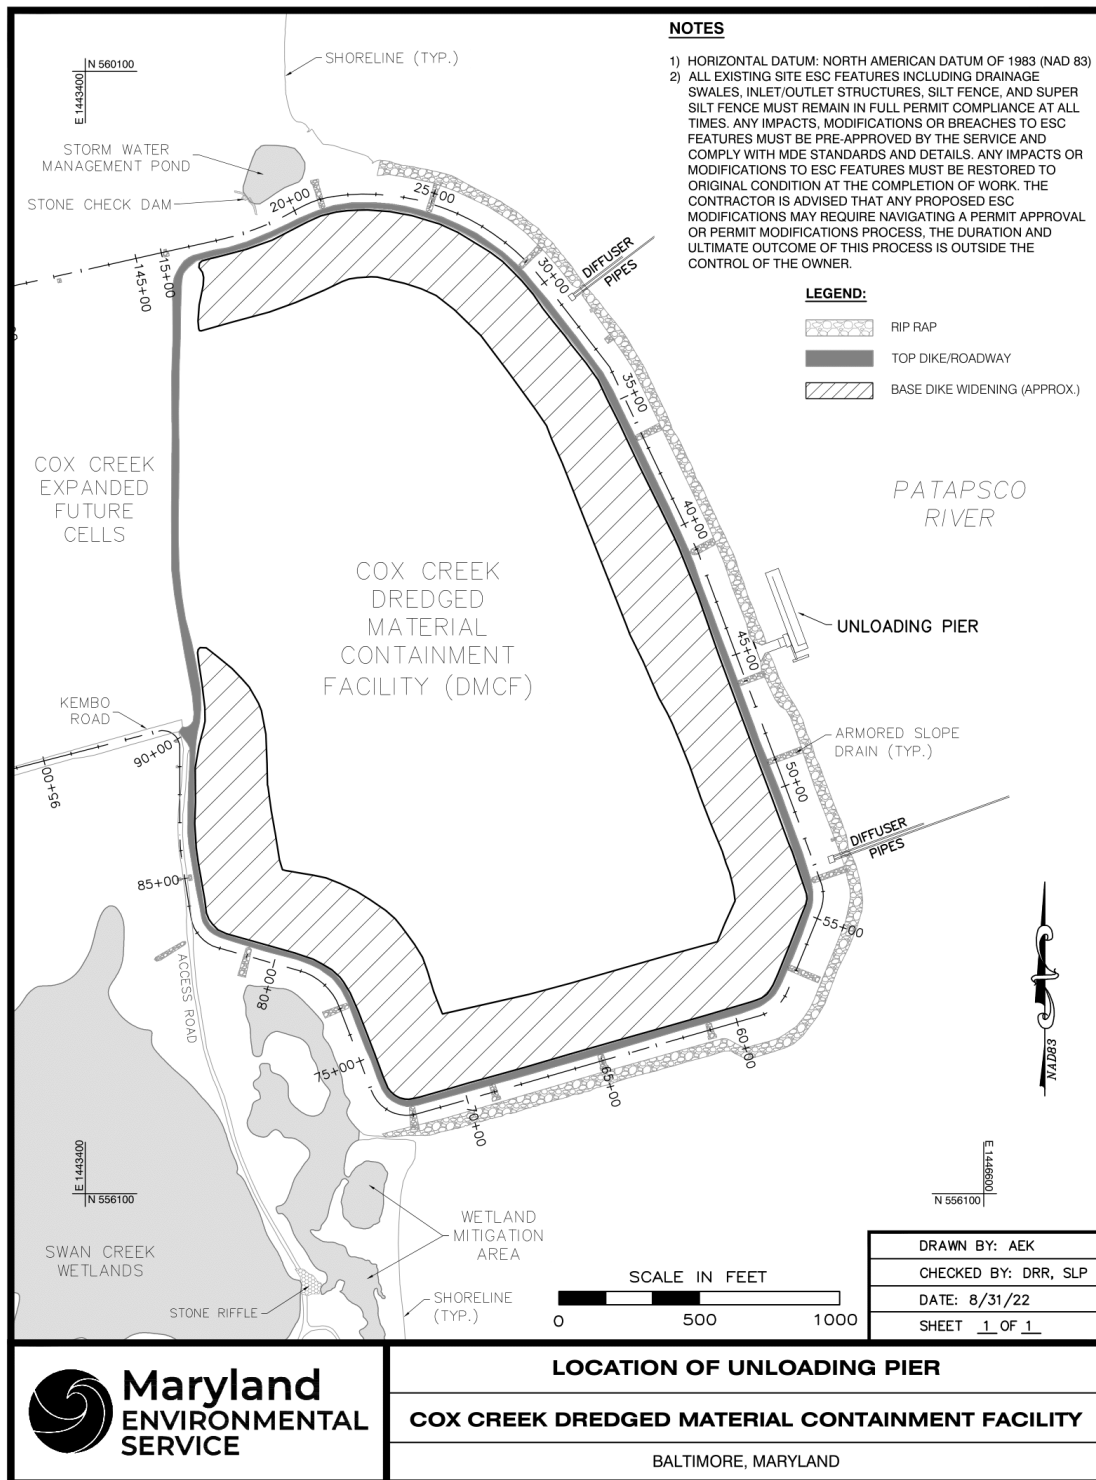 NOTES
1) HORIZONTAL DATUM: NORTH AMERICAN DATUM OF 1983 (NAD 83)
2) ALL EXISTING SITE ESC FEATURES INCLUDING DRAINAGE
SWALES, INLET/OUTLET STRUCTURES, SILT FENCE, AND SUPER
SILT FENCE MUST REMAIN IN FULL PERMIT COMPLIANCE AT ALL
TIMES. ANY IMPACTS, MODIFICATIONS OR BREACHES TO ESC
FEATURES MUST BE PRE-APPROVED BY THE SERVICE AND
COMPLY WITH MDE STANDARDS AND DETAILS. ANY IMPACTS OR
MODIFICATIONS TO ESC FEATURES MUST BE RESTORED TO
ORIGINAL CONDITION AT THE COMPLETION OF WORK. THE
CONTRACTOR IS ADVISED THAT ANY PROPOSED ESC
MODIFICATIONS MAY REQUIRE NAVIGATING A PERMIT APPROVAL
OR PERMIT MODIFICATIONS PROCESS, THE DURATION AND
ULTIMATE OUTCOME OF THIS PROCESS IS OUTSIDE THE
CONTROL OF THE OWNER.
LEGEND:
RIP RAP
TOP DIKE/ROADWAY
BASE DIKE WIDENING (APPROX.)
N 560100
E 1443400
SHORELINE (TYP.)
STORM WATER
MANAGEMENT POND
STONE CHECK DAM
145+00
15+00
20+00
25+00
30+00
DIFFUSER
PIPES
35+00
40+00
45+00
50+00
55+00
60+00
65+00
70+00
75+00
80+00
85+00
90+00
95+00
COX CREEK
EXPANDED
FUTURE
CELLS
COX CREEK
DREDGED
MATERIAL
CONTAINMENT
FACILITY (DMCF)
PATAPSCO
RIVER
UNLOADING PIER
KEMBO
ROAD
ARMORED SLOPE
DRAIN (TYP.)
DIFFUSER
PIPES
ACCESS ROAD
NAD83
E 1443400
N 556100
E 1446600
N 556100
SWAN CREEK
WETLANDS
WETLAND
MITIGATION
AREA
STONE RIFFLE
SHORELINE
(TYP.)
SCALE IN FEET
0 500 1000
DRAWN BY: AEK
CHECKED BY: DRR, SLP
DATE: 8/31/22
SHEET 1 OF 1
Maryland
ENVIRONMENTAL
SERVICE
LOCATION OF UNLOADING PIER
COX CREEK DREDGED MATERIAL CONTAINMENT FACILITY
BALTIMORE, MARYLAND